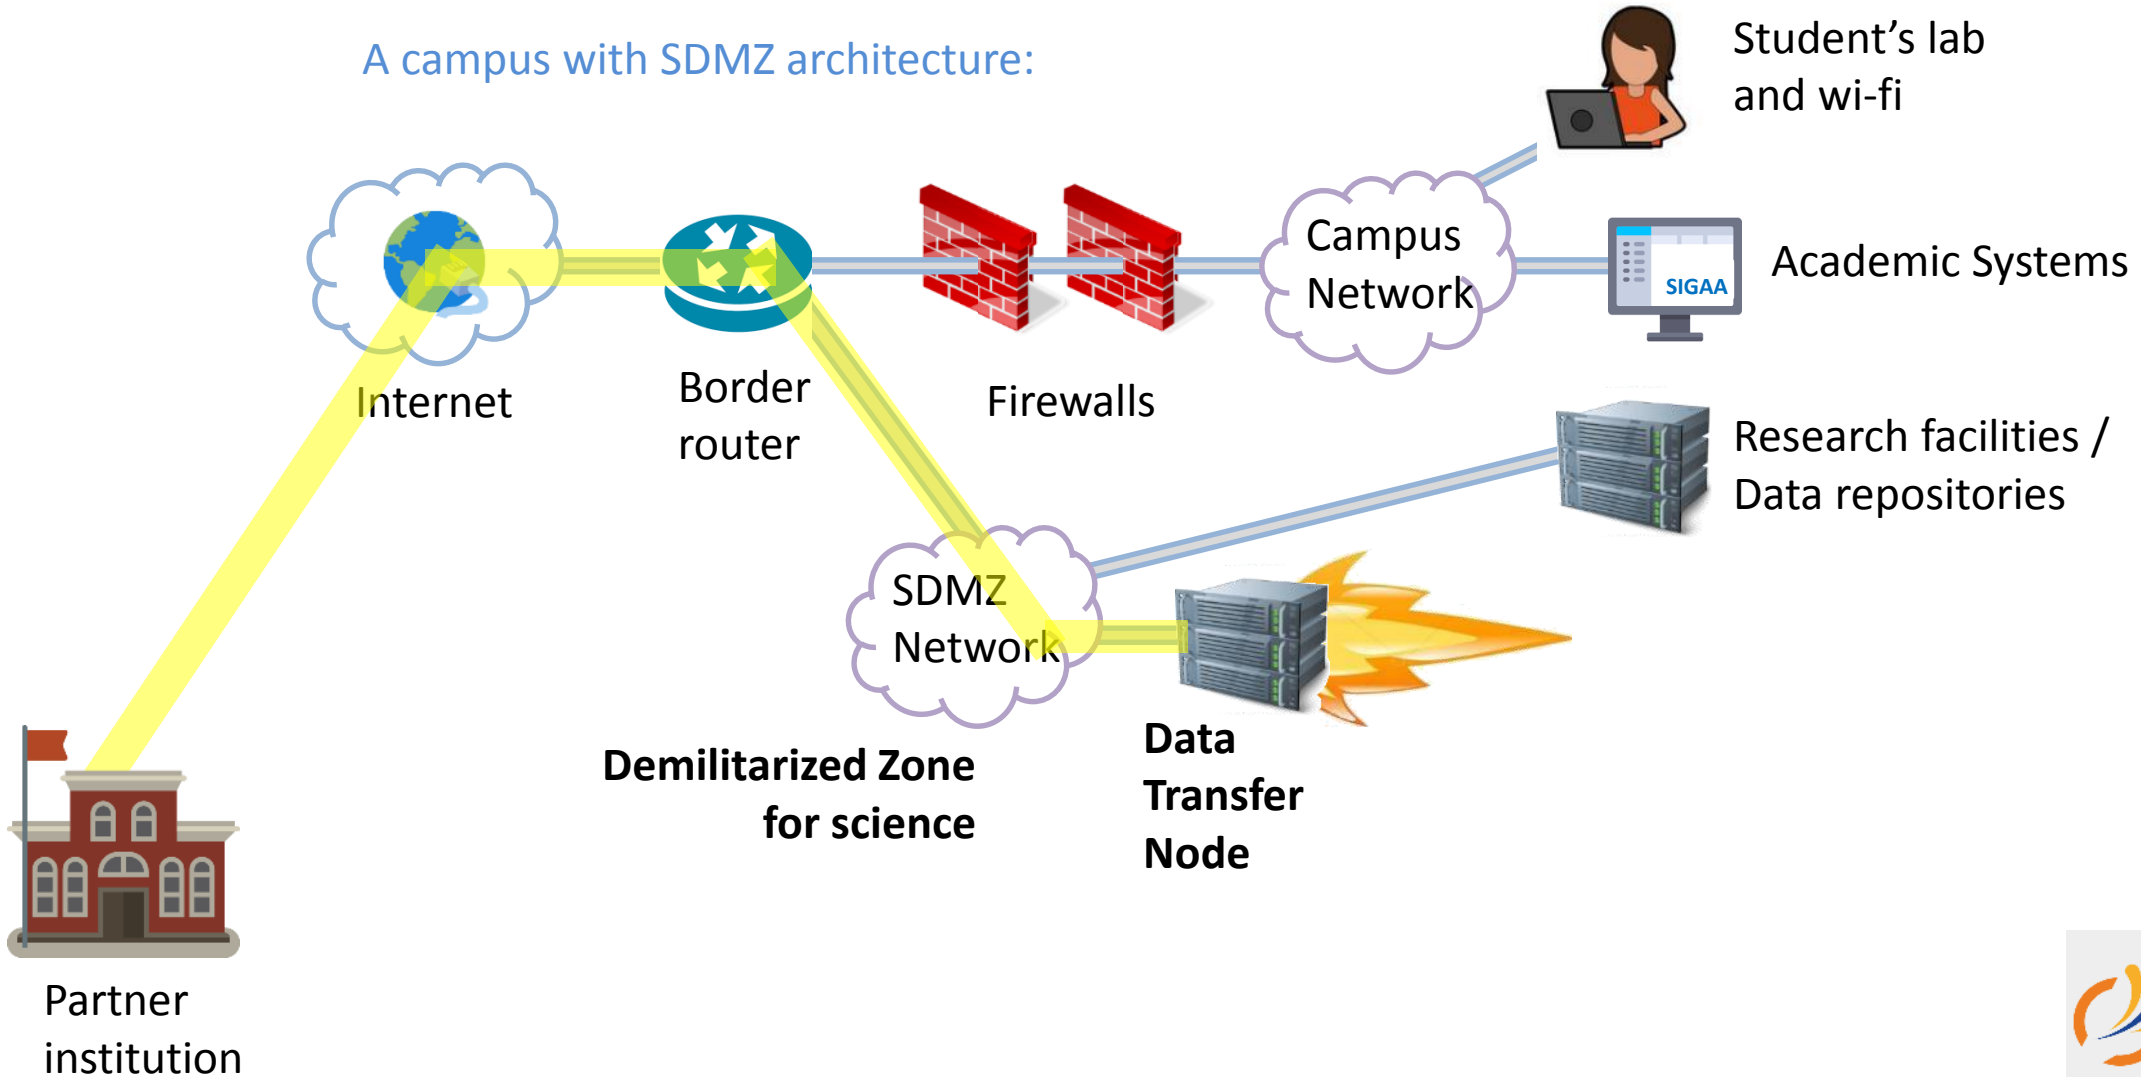 A campus with SDMZ architecture:
Student’s lab
and wi-fi
Campus
Network
SIGAA
Academic Systems
Internet
Border
router
Firewalls
Research facilities /
Data repositories
SDMZ
Network
Demilitarized Zone
for science
Data
Transfer
Node
Partner
institution